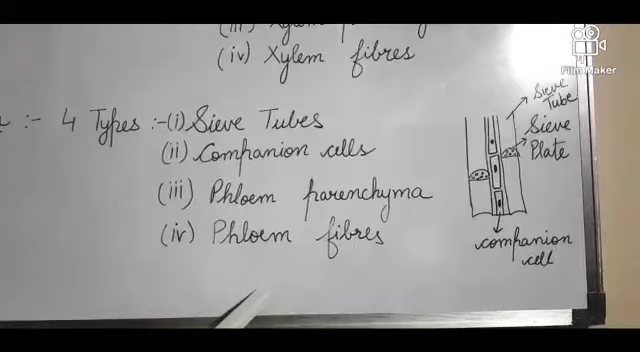 (iv) Xylem fibres
:- 4 Types :- (i) Sieve Tubes
(ii) Companion cells
(iii) Phloem parenchyma
(iv) Phloem fibres
Sieve
Tube
Sieve
Plate
companion
cell
Film Maker